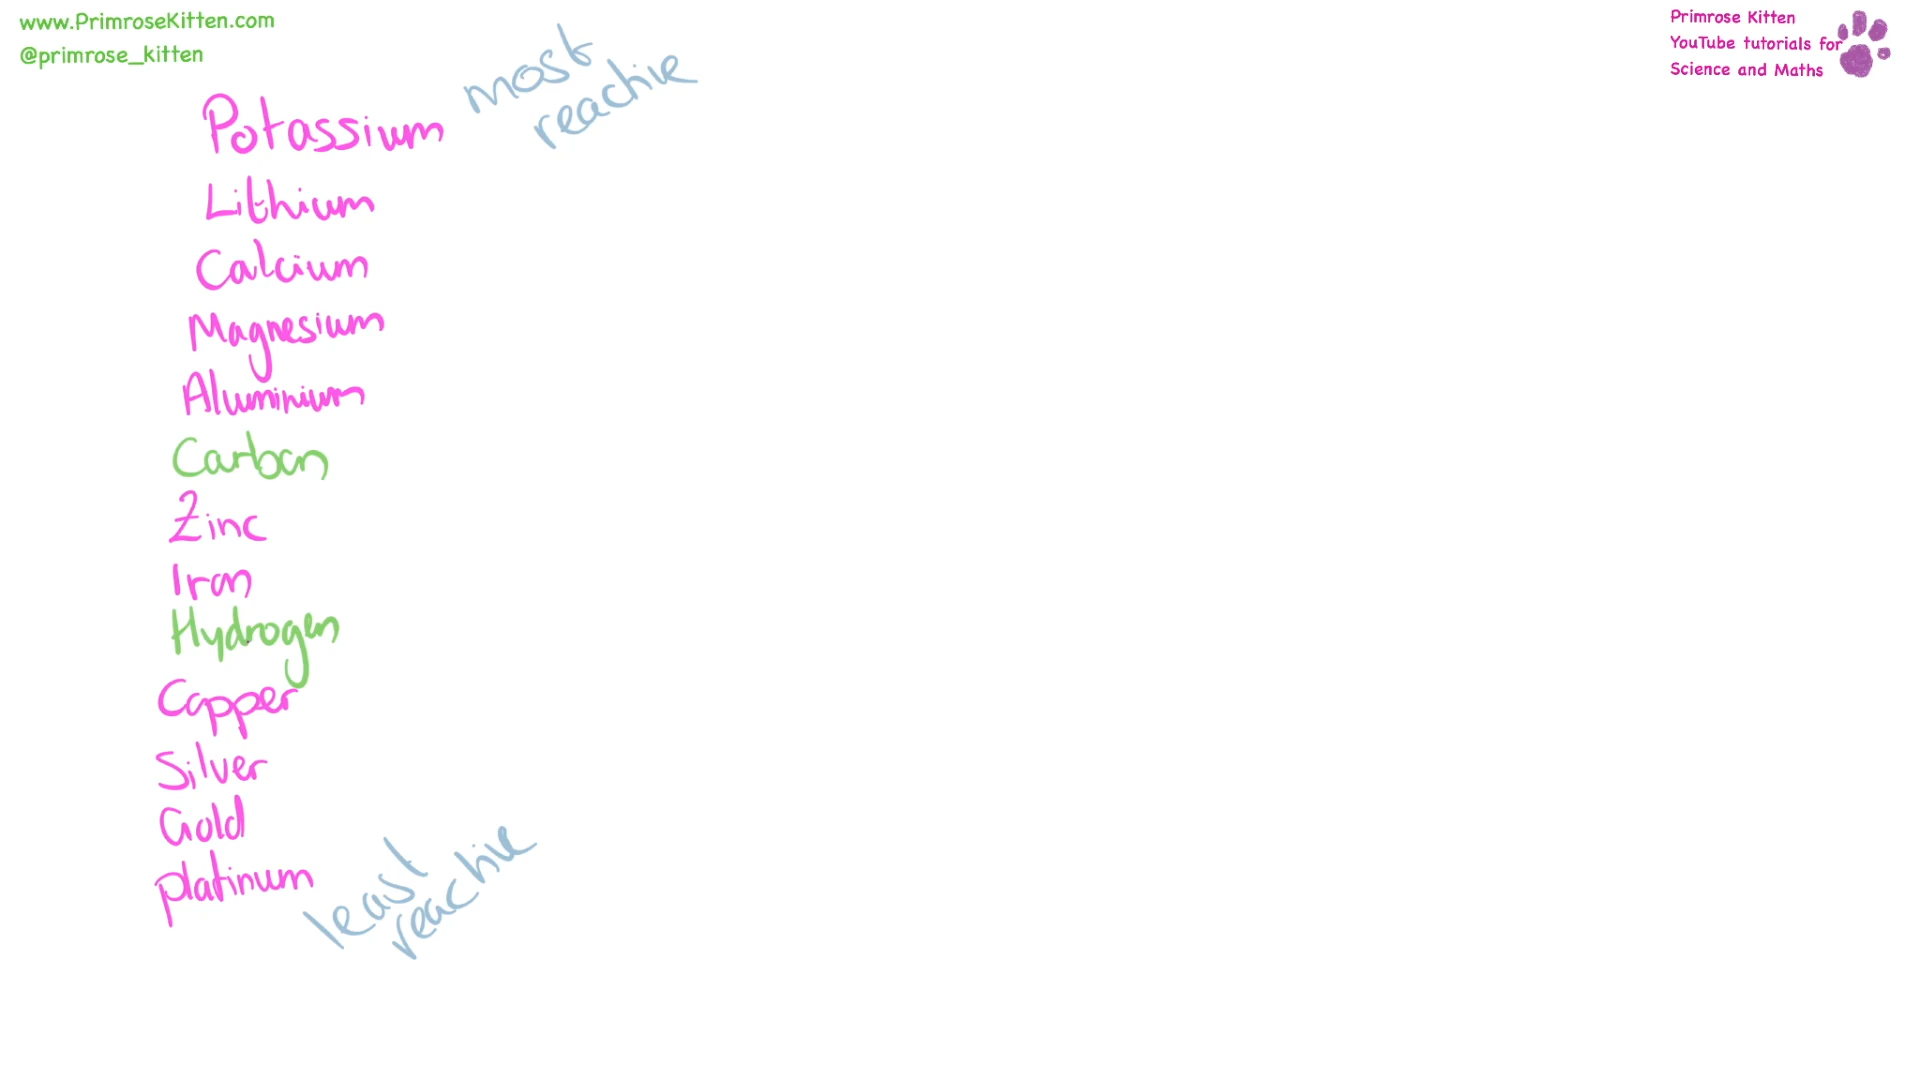 www.PrimroseKitten.com
@primrose_kitten
Primrose Kitten
YouTube tutorials for
Science and Maths
most
reactive
Potassium
Lithium
Calcium
Magnesium
Aluminium
Carbon
Zinc
Iron
Hydrogen
Copper
Silver
Gold
platinum
least
reactive